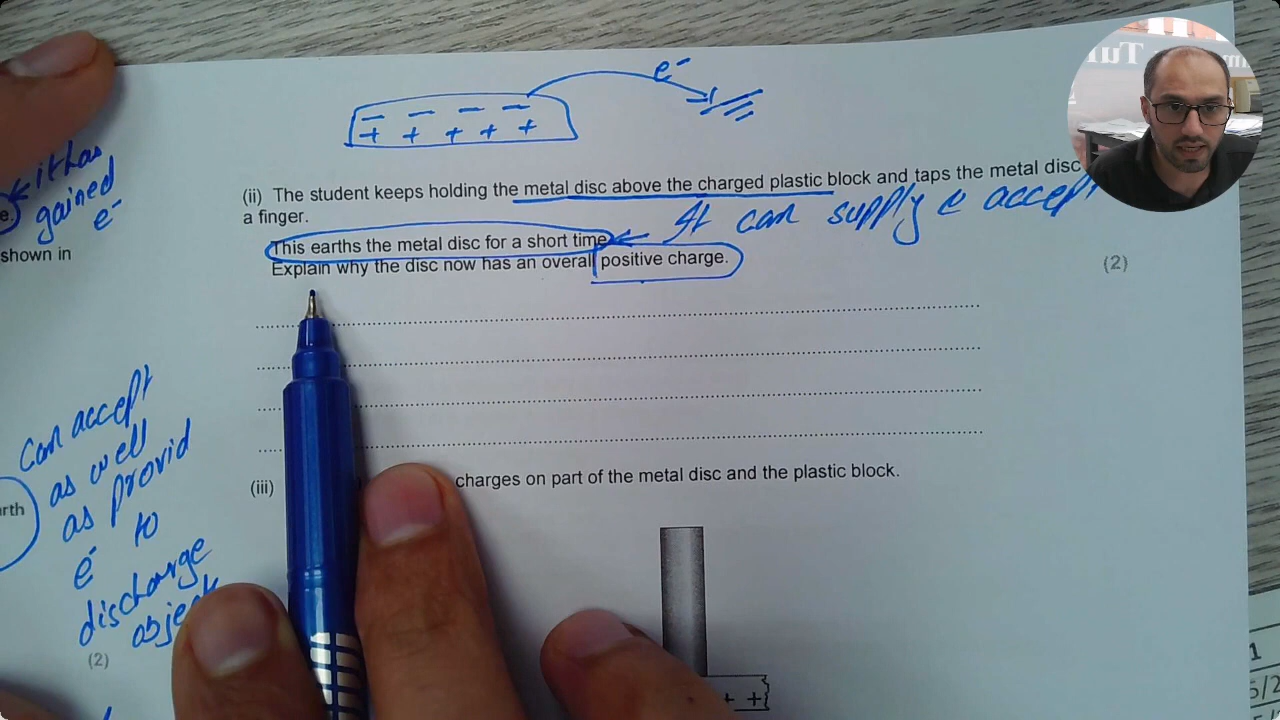 e⁻
− − − −
+ + + + +
it has
gained
e⁻
e.
shown in
(ii) The student keeps holding the metal disc above the charged plastic block and taps the metal disc
a finger.
It can supply & accept
This earths the metal disc for a short time
Explain why the disc now has an overall positive charge.
(2)
can accept
as well
as provid
e⁻ to
discharge
rth
(2)
(iii)
charges on part of the metal disc and the plastic block.
+ +
1